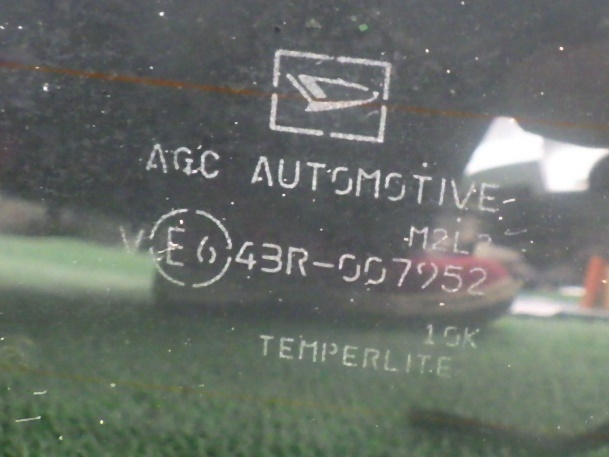 AGC AUTOMOTIVE
M2L
V E6 43R-007952
10K
TEMPERLITE